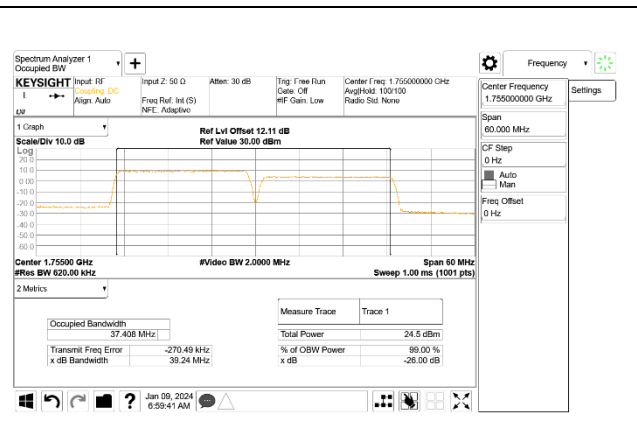 Spectrum Analyzer 1
Occupied BW
Frequency
KEYSIGHT
Input: RF
Coupling: DC
Align: Auto
Input Z: 50 Ω
Freq Ref: Int (S)
NFE: Adaptive
Atten: 30 dB
Trig: Free Run
Gate: Off
#IF Gain: Low
Center Freq: 1.755000000 GHz
Avg|Hold: 100/100
Radio Std: None
Center Frequency
1.755000000 GHz
Settings
Span
60.000 MHz
CF Step
0 Hz
Auto
Man
Freq Offset
0 Hz
1 Graph
Scale/Div 10.0 dB
Ref Lvl Offset 12.11 dB
Ref Value 30.00 dBm
Log
20.0
10.0
0.00
-10.0
-20.0
-30.0
-40.0
-50.0
-60.0
Center 1.75500 GHz
#Res BW 620.00 kHz
#Video BW 2.0000 MHz
Span 60 MHz
Sweep 1.00 ms (1001 pts)
2 Metrics
Measure Trace
Trace 1
Occupied Bandwidth
37.408 MHz
Total Power
24.5 dBm
Transmit Freq Error
-270.49 kHz
% of OBW Power
99.00 %
x dB Bandwidth
39.24 MHz
x dB
-26.00 dB
Jan 09, 2024
6:59:41 AM